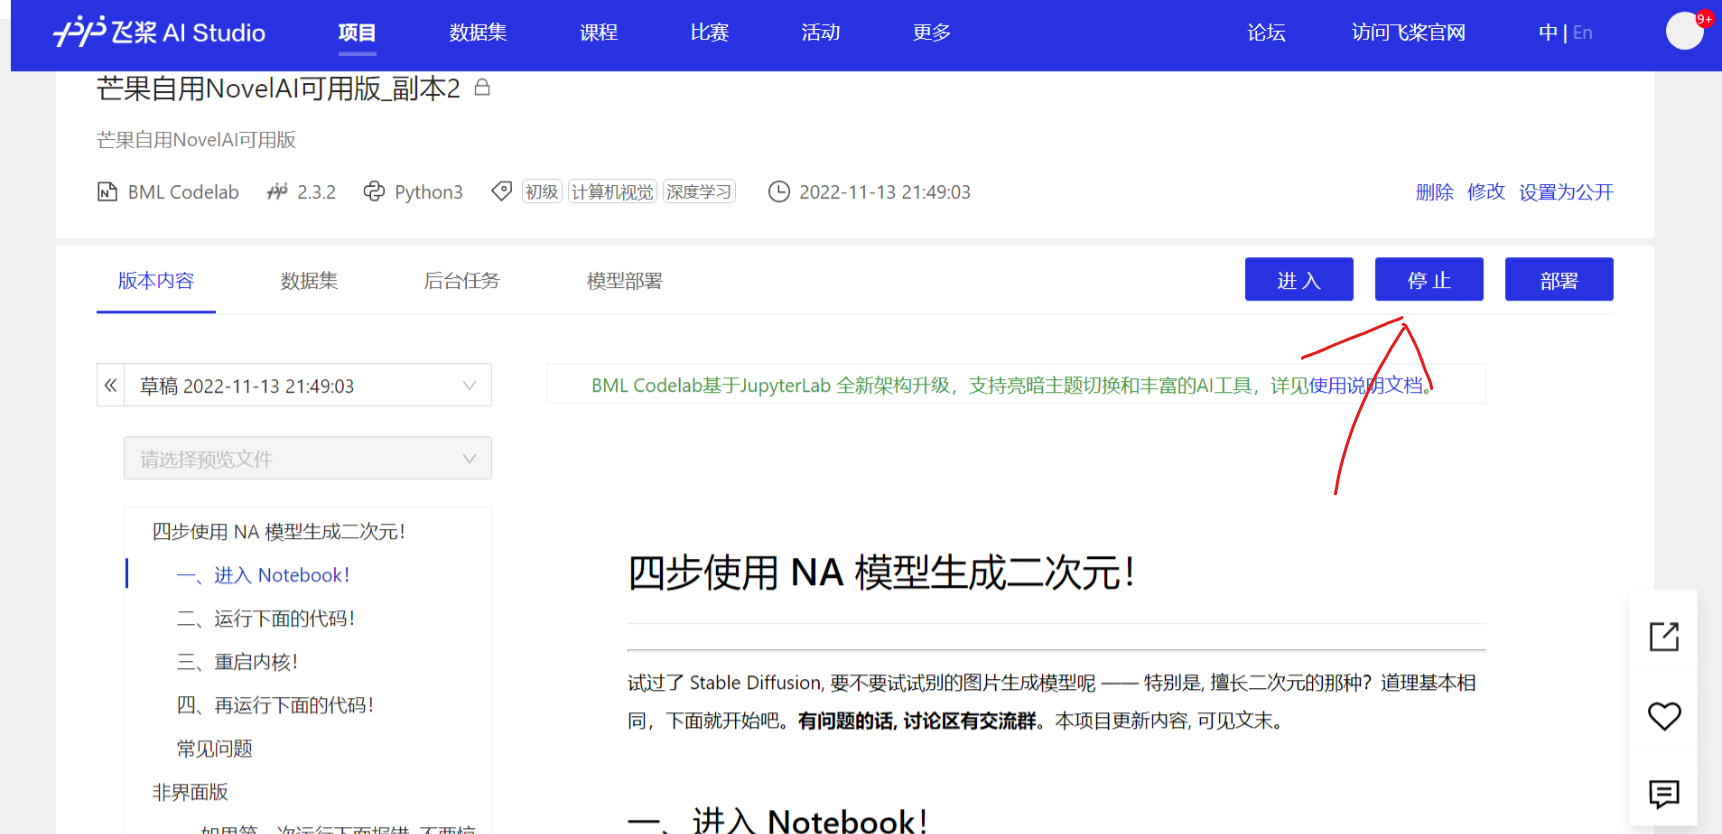 飞桨 AI Studio 项目 数据集 课程 比赛 活动 更多 论坛 访问飞桨官网 中 | En 9+
芒果自用NovelAI可用版_副本2
芒果自用NovelAI可用版
BML Codelab 2.3.2 Python3 初级 计算机视觉 深度学习 2022-11-13 21:49:03 删除 修改 设置为公开
版本内容 数据集 后台任务 模型部署 进入 停止 部署
草稿 2022-11-13 21:49:03
BML Codelab基于JupyterLab 全新架构升级，支持亮暗主题切换和丰富的AI工具，详见使用说明文档。
请选择预览文件
四步使用 NA 模型生成二次元！
一、进入 Notebook！
二、运行下面的代码！
三、重启内核！
四、再运行下面的代码！
常见问题
非界面版
四步使用 NA 模型生成二次元！
试过了 Stable Diffusion, 要不要试试别的图片生成模型呢 —— 特别是, 擅长二次元的那种？道理基本相
同，下面就开始吧。有问题的话, 讨论区有交流群。本项目更新内容, 可见文末。
一、进入 Notebook！